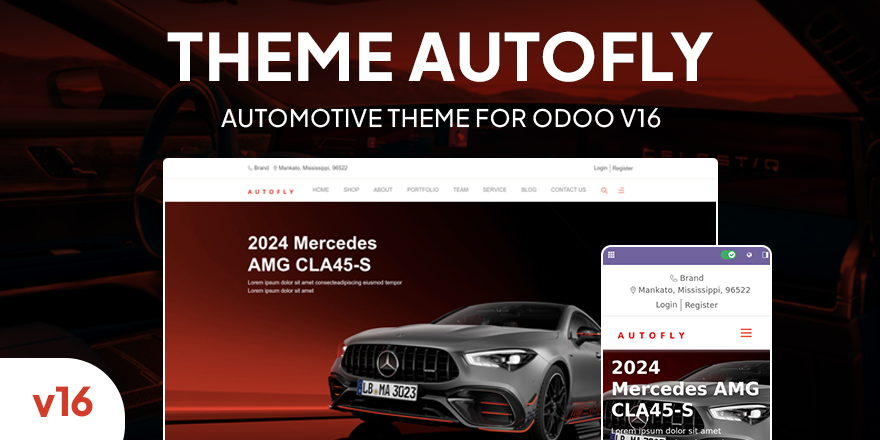 THEME AUTOFLY
AUTOMOTIVE THEME FOR ODOO V16
Brand Mankato, Mississippi, 96522
Login | Register
AUTOFLY HOME SHOP ABOUT PORTFOLIO TEAM SERVICE BLOG CONTACT US
2024 Mercedes
AMG CLA45-S
Lorem ipsum dolor sit amet consecteadipiscing eiusmod tempor
Lorem ipsum dolor sit amet
LB MA 3023
Brand
Mankato, Mississippi, 96522
Login | Register
AUTOFLY
2024
Mercedes AMG
CLA45-S
Lorem ipsum dolor sit amet
v16